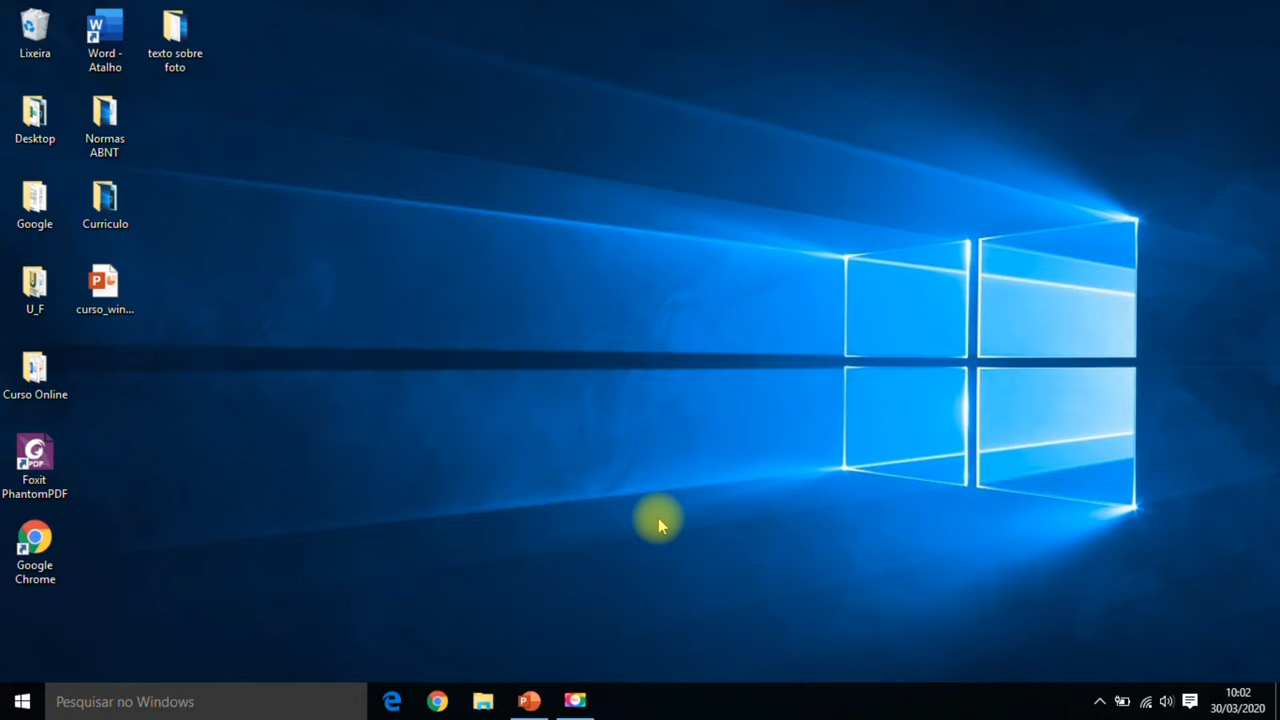 Lixeira
Word -
Atalho
texto sobre
foto
Desktop
Normas
ABNT
Google
Curriculo
U_F
curso_win...
Curso Online
Foxit
PhantomPDF
Google
Chrome
Pesquisar no Windows
10:02
30/03/2020